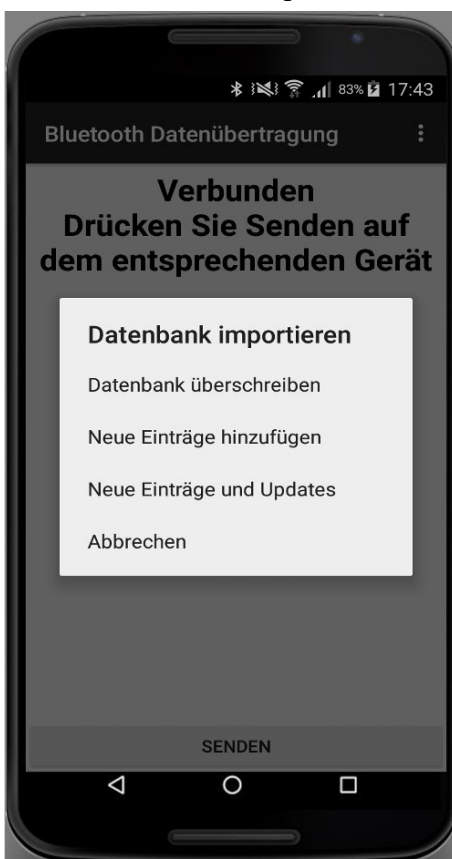 83% 17:43
Bluetooth Datenübertragung
Verbunden
Drücken Sie Senden auf
dem entsprechenden Gerät
Datenbank importieren
Datenbank überschreiben
Neue Einträge hinzufügen
Neue Einträge und Updates
Abbrechen
SENDEN